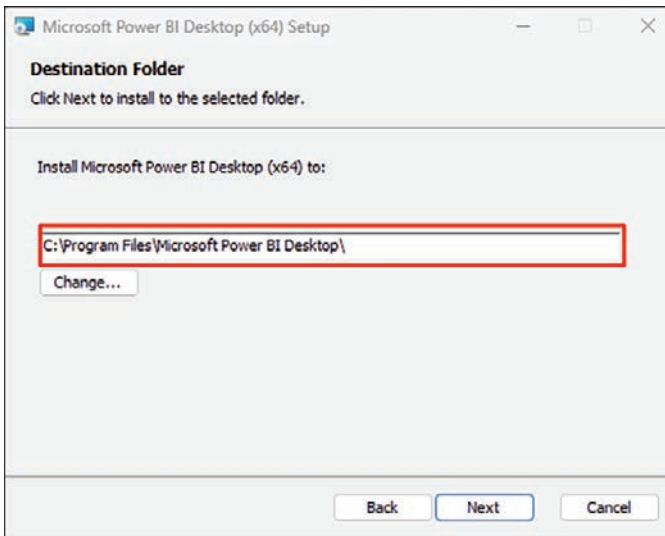 Microsoft Power BI Desktop (x64) Setup
Destination Folder
Click Next to install to the selected folder.
Install Microsoft Power BI Desktop (x64) to:
C:\Program Files\Microsoft Power BI Desktop\
Change...
Back Next Cancel